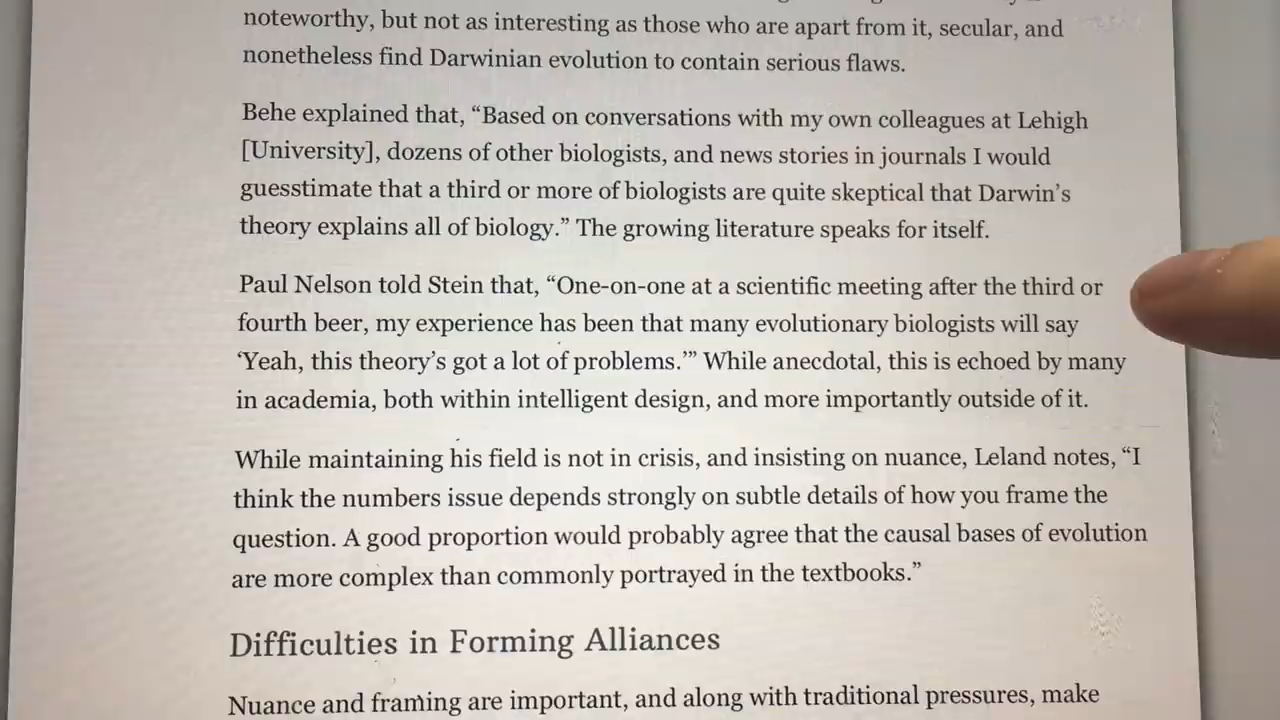 noteworthy, but not as interesting as those who are apart from it, secular, and
nonetheless find Darwinian evolution to contain serious flaws.
Behe explained that, “Based on conversations with my own colleagues at Lehigh
[University], dozens of other biologists, and news stories in journals I would
guesstimate that a third or more of biologists are quite skeptical that Darwin’s
theory explains all of biology.” The growing literature speaks for itself.
Paul Nelson told Stein that, “One-on-one at a scientific meeting after the third or
fourth beer, my experience has been that many evolutionary biologists will say
‘Yeah, this theory’s got a lot of problems.’” While anecdotal, this is echoed by many
in academia, both within intelligent design, and more importantly outside of it.
While maintaining his field is not in crisis, and insisting on nuance, Leland notes, “I
think the numbers issue depends strongly on subtle details of how you frame the
question. A good proportion would probably agree that the causal bases of evolution
are more complex than commonly portrayed in the textbooks.”
Difficulties in Forming Alliances
Nuance and framing are important, and along with traditional pressures, make